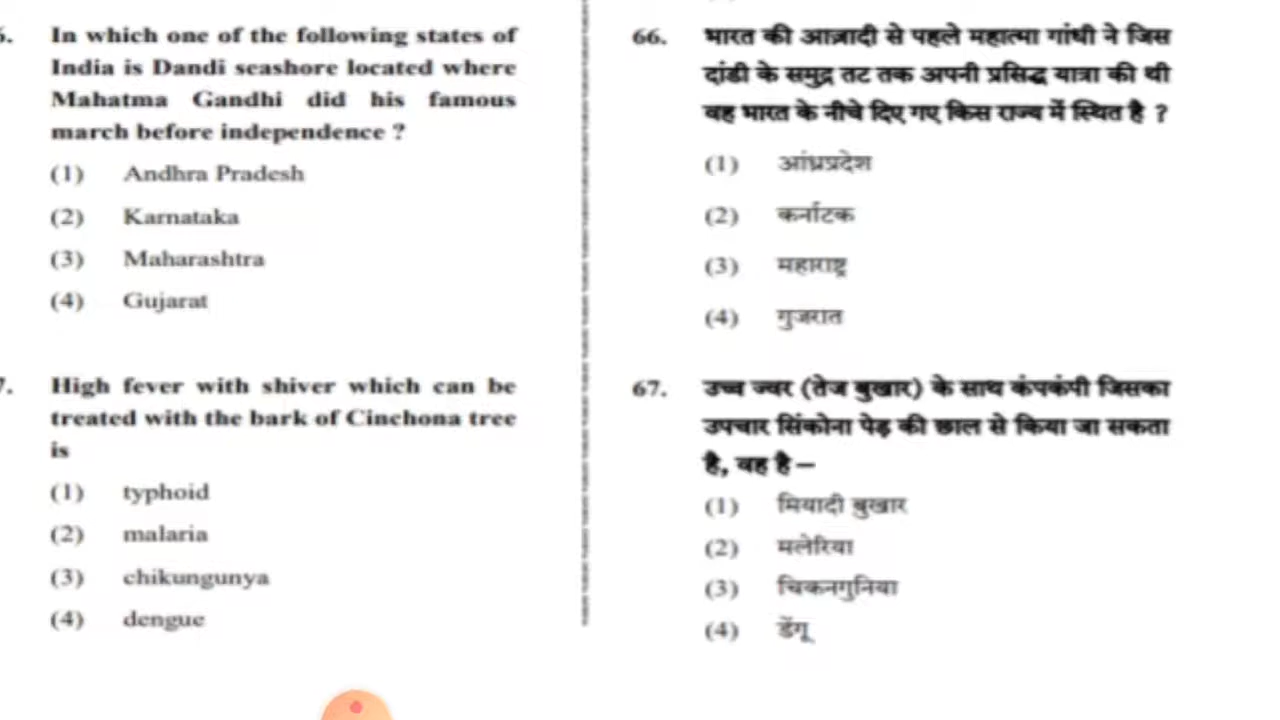 6. In which one of the following states of
India is Dandi seashore located where
Mahatma Gandhi did his famous
march before independence ?
(1) Andhra Pradesh
(2) Karnataka
(3) Maharashtra
(4) Gujarat
7. High fever with shiver which can be
treated with the bark of Cinchona tree
is
(1) typhoid
(2) malaria
(3) chikungunya
(4) dengue
66. भारत की आज़ादी से पहले महात्मा गांधी ने जिस
दांडी के समुद्र तट तक अपनी प्रसिद्ध यात्रा की थी
वह भारत के नीचे दिए गए किस राज्य में स्थित है ?
(1) आंध्रप्रदेश
(2) कर्नाटक
(3) महाराष्ट्र
(4) गुजरात
67. उच्च ज्वर (तेज बुखार) के साथ कंपकंपी जिसका
उपचार सिंकोना पेड़ की छाल से किया जा सकता
है, वह है –
(1) मियादी बुखार
(2) मलेरिया
(3) चिकनगुनिया
(4) डेंगू